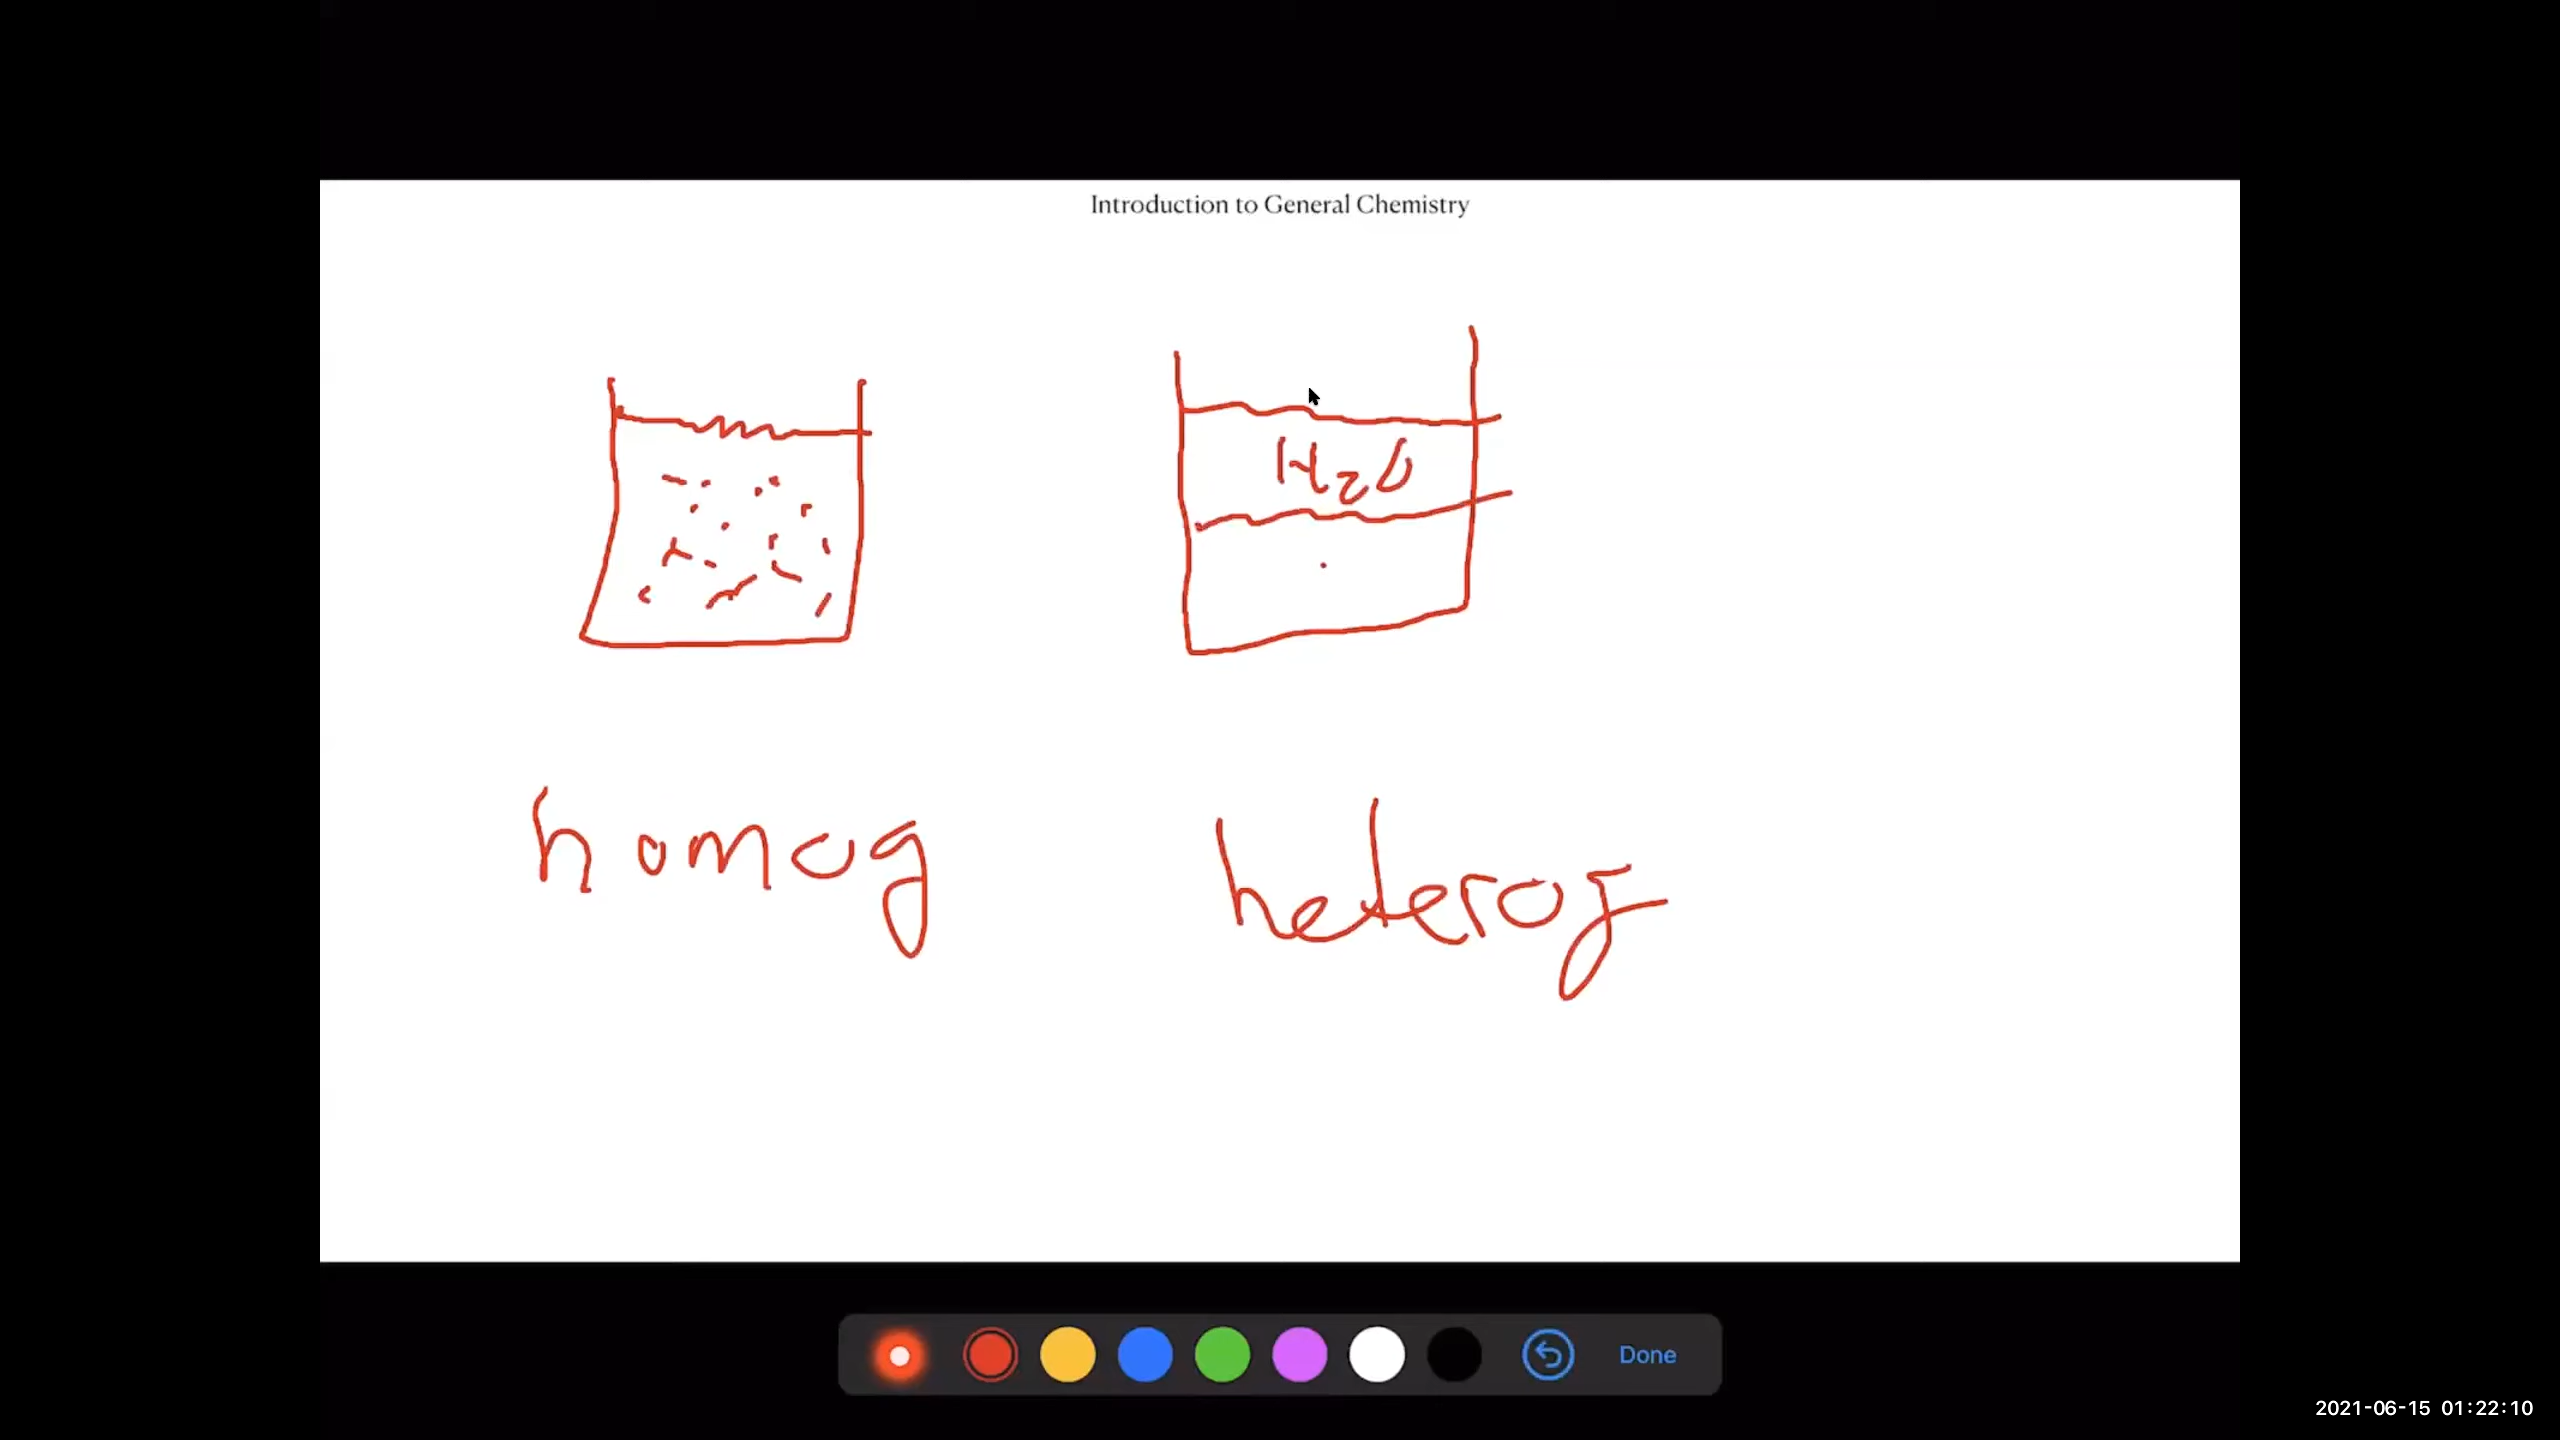 Introduction to General Chemistry
H2O
homog
heterog
Done
2021-06-15 01:22:10